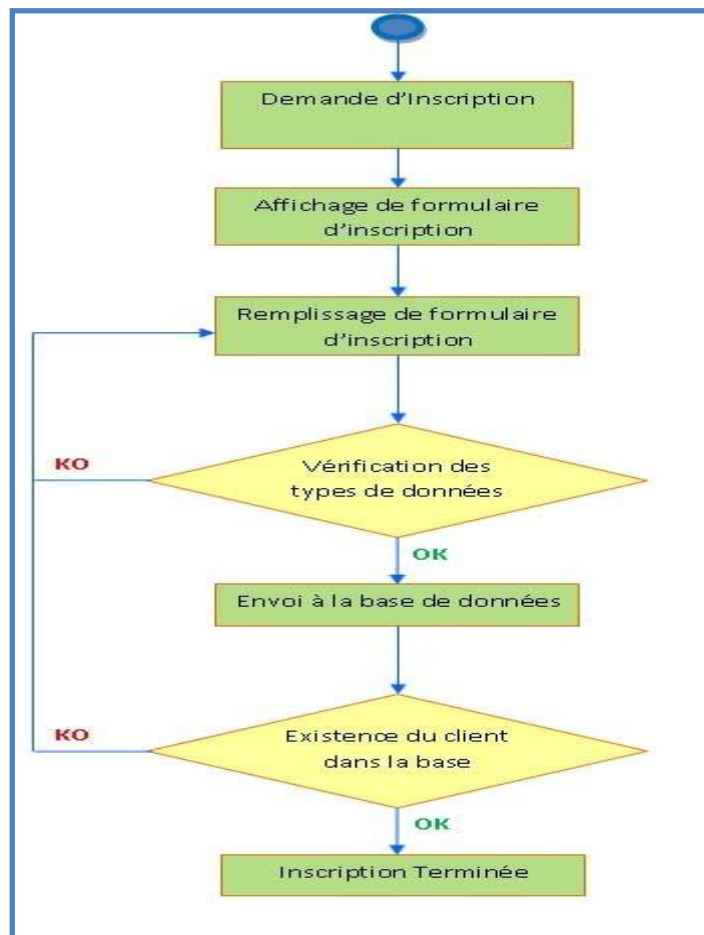 Demande d'Inscription
Affichage de formulaire
d'inscription
Remplissage de formulaire
d'inscription
KO
Vérification des
types de données
OK
Envoi à la base de données
KO
Existence du client
dans la base
OK
Inscription Terminée